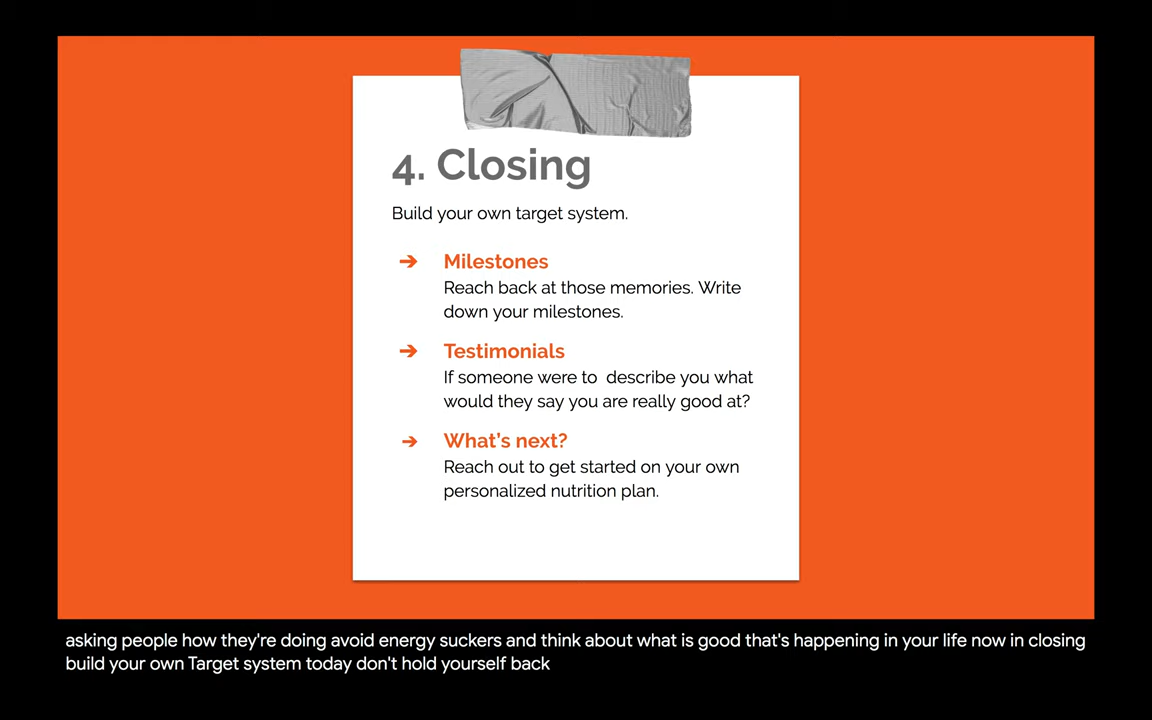 4. Closing
Build your own target system.
➔ Milestones
Reach back at those memories. Write
down your milestones.
➔ Testimonials
If someone were to  describe you what
would they say you are really good at?
➔ What’s next?
Reach out to get started on your own
personalized nutrition plan.
asking people how they're doing avoid energy suckers and think about what is good that's happening in your life now in closing
build your own Target system today don't hold yourself back